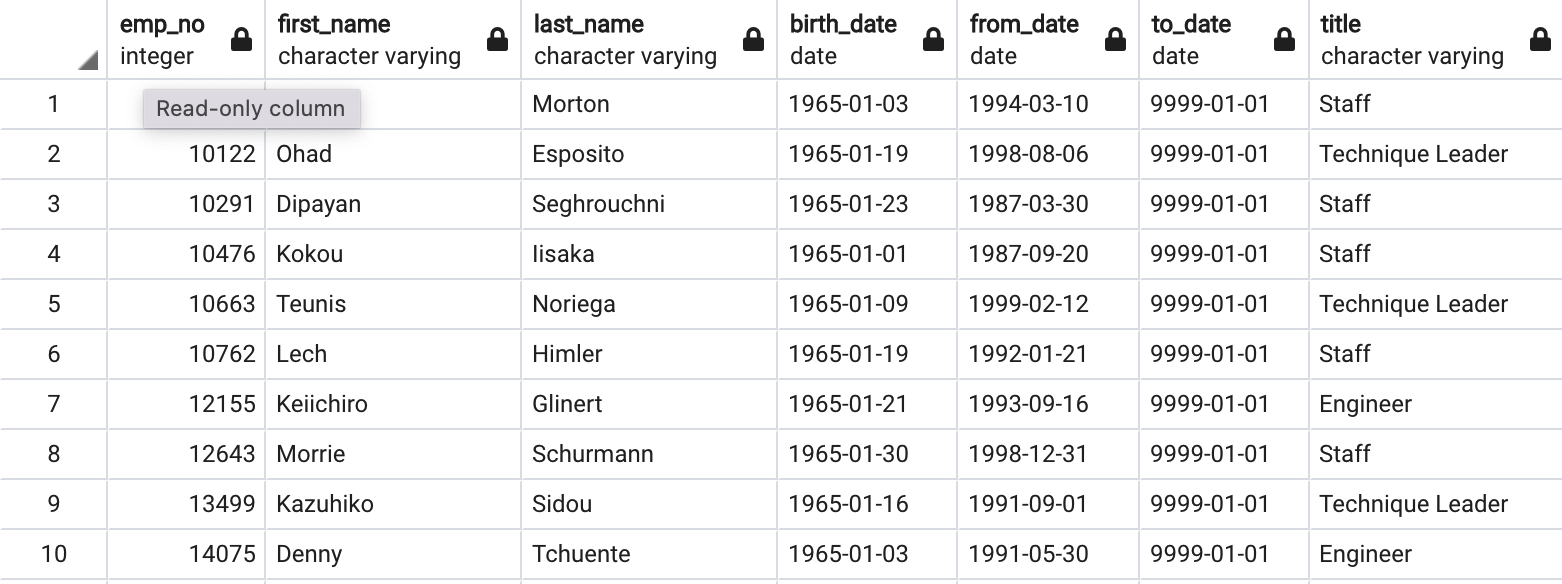 emp_no first_name last_name birth_date from_date to_date title
integer character varying character varying date date date character varying
1 Read-only column Morton 1965-01-03 1994-03-10 9999-01-01 Staff
2 10122 Ohad Esposito 1965-01-19 1998-08-06 9999-01-01 Technique Leader
3 10291 Dipayan Seghrouchni 1965-01-23 1987-03-30 9999-01-01 Staff
4 10476 Kokou Iisaka 1965-01-01 1987-09-20 9999-01-01 Staff
5 10663 Teunis Noriega 1965-01-09 1999-02-12 9999-01-01 Technique Leader
6 10762 Lech Himler 1965-01-19 1992-01-21 9999-01-01 Staff
7 12155 Keiichiro Glinert 1965-01-21 1993-09-16 9999-01-01 Engineer
8 12643 Morrie Schurmann 1965-01-30 1998-12-31 9999-01-01 Staff
9 13499 Kazuhiko Sidou 1965-01-16 1991-09-01 9999-01-01 Technique Leader
10 14075 Denny Tchuente 1965-01-03 1991-05-30 9999-01-01 Engineer